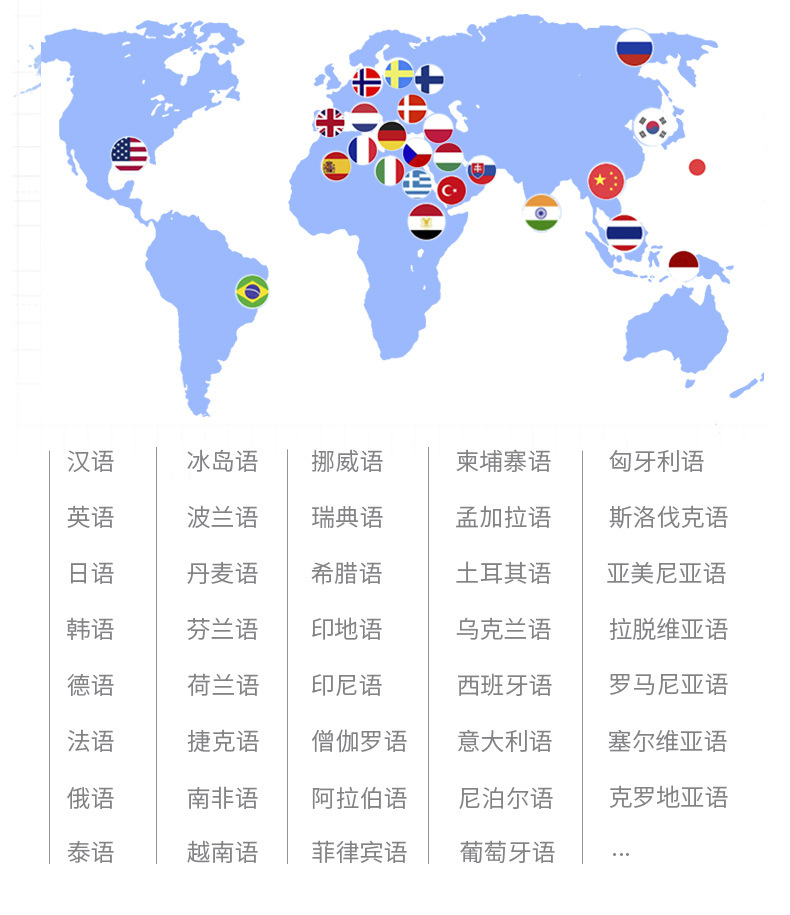 汉语 冰岛语 挪威语 柬埔寨语 匈牙利语
英语 波兰语 瑞典语 孟加拉语 斯洛伐克语
日语 丹麦语 希腊语 土耳其语 亚美尼亚语
韩语 芬兰语 印地语 乌克兰语 拉脱维亚语
德语 荷兰语 印尼语 西班牙语 罗马尼亚语
法语 捷克语 僧伽罗语 意大利语 塞尔维亚语
俄语 南非语 阿拉伯语 尼泊尔语 克罗地亚语
泰语 越南语 菲律宾语 葡萄牙语 ...